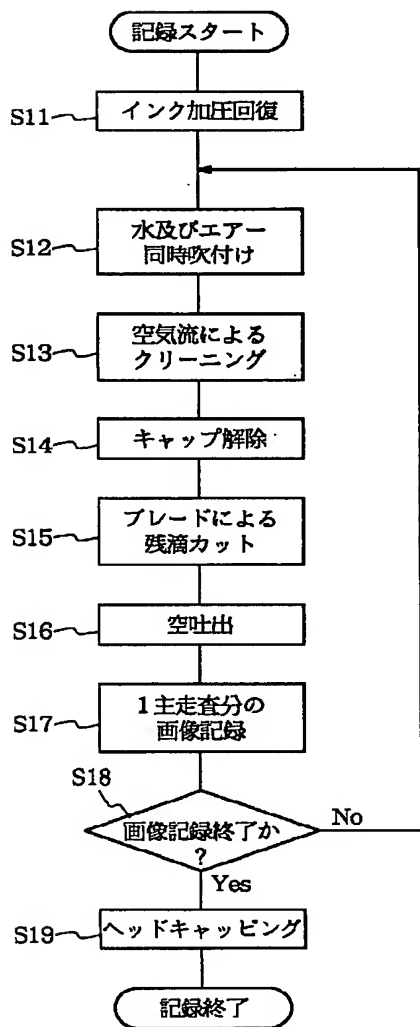 記録スタート
S11
インク加圧回復
S12
水及びエアー
同時吹付け
S13
空気流による
クリーニング
S14
キャップ解除
S15
ブレードによる
残滴カット
S16
空吐出
S17
1主走査分の
画像記録
S18
画像記録終了か
?
No
Yes
S19
ヘッドキャッピング
記録終了